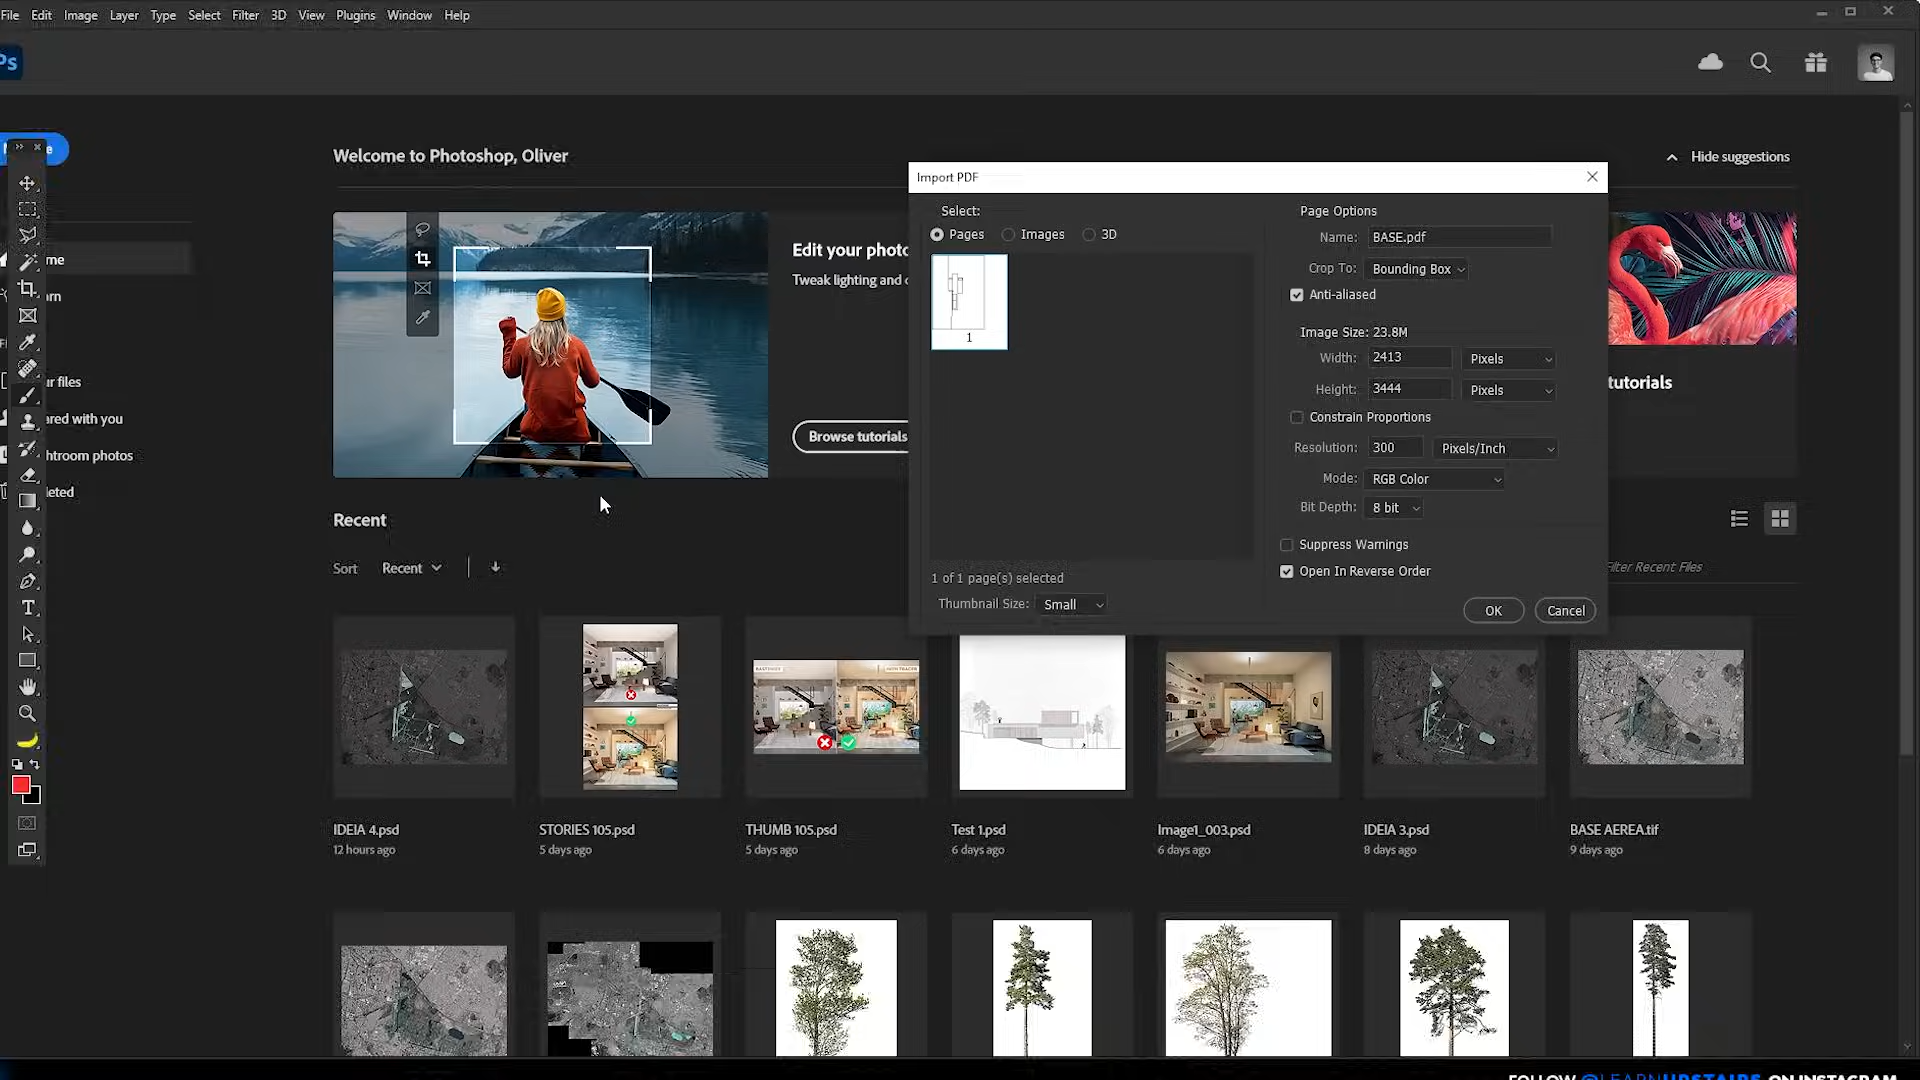 File Edit Image Layer Type Select Filter 3D View Plugins Window Help
Ps
Welcome to Photoshop, Oliver
Hide suggestions
me
arn
ur files
ared with you
htroom photos
leted
Edit your photo
Tweak lighting and c
Browse tutorials
tutorials
Import PDF
Select:
Pages Images 3D
1
1 of 1 page(s) selected
Thumbnail Size: Small
Page Options
Name: BASE.pdf
Crop To: Bounding Box
Anti-aliased
Image Size: 23.8M
Width: 2413 Pixels
Height: 3444 Pixels
Constrain Proportions
Resolution: 300 Pixels/Inch
Mode: RGB Color
Bit Depth: 8 bit
Suppress Warnings
Open In Reverse Order
OK Cancel
Recent
Sort Recent
Filter Recent Files
IDEIA 4.psd
12 hours ago
STORIES 105.psd
5 days ago
THUMB 105.psd
5 days ago
Test 1.psd
6 days ago
Image1_003.psd
6 days ago
IDEIA 3.psd
8 days ago
BASE AEREA.tif
9 days ago
FOLLOW @LEARNUPSTAIRS ON INSTAGRAM